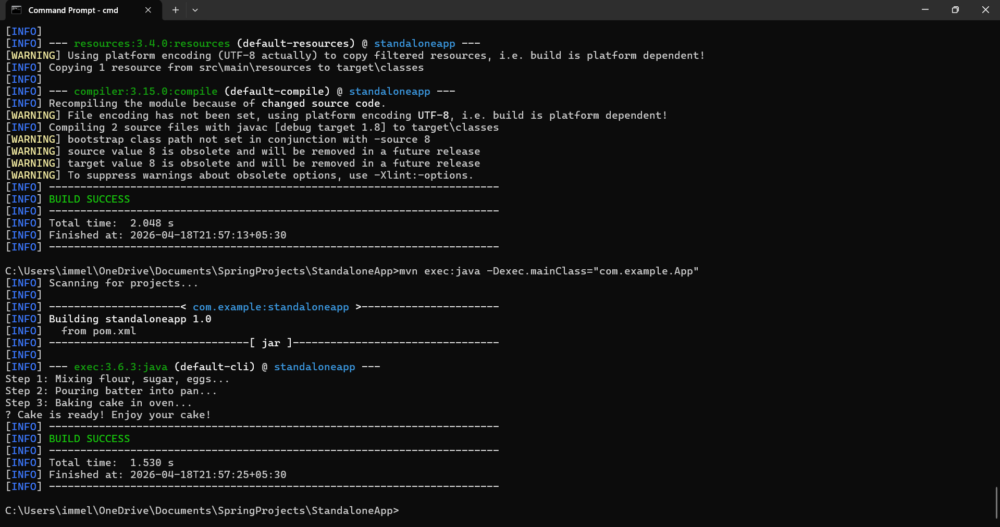 Command Prompt - cmd
[INFO]
[INFO] --- resources:3.4.0:resources (default-resources) @ standaloneapp ---
[WARNING] Using platform encoding (UTF-8 actually) to copy filtered resources, i.e. build is platform dependent!
[INFO] Copying 1 resource from src\main\resources to target\classes
[INFO]
[INFO] --- compiler:3.15.0:compile (default-compile) @ standaloneapp ---
[INFO] Recompiling the module because of changed source code.
[WARNING] File encoding has not been set, using platform encoding UTF-8, i.e. build is platform dependent!
[INFO] Compiling 2 source files with javac [debug target 1.8] to target\classes
[WARNING] bootstrap class path not set in conjunction with -source 8
[WARNING] source value 8 is obsolete and will be removed in a future release
[WARNING] target value 8 is obsolete and will be removed in a future release
[WARNING] To suppress warnings about obsolete options, use -Xlint:-options.
[INFO] ------------------------------------------------------------------------
[INFO] BUILD SUCCESS
[INFO] ------------------------------------------------------------------------
[INFO] Total time:  2.048 s
[INFO] Finished at: 2026-04-18T21:57:13+05:30
[INFO] ------------------------------------------------------------------------
C:\Users\immel\OneDrive\Documents\SpringProjects\StandaloneApp>mvn exec:java -Dexec.mainClass="com.example.App"
[INFO] Scanning for projects...
[INFO]
[INFO] ---------------------< com.example:standaloneapp >----------------------
[INFO] Building standaloneapp 1.0
[INFO]   from pom.xml
[INFO] --------------------------------[ jar ]---------------------------------
[INFO]
[INFO] --- exec:3.6.3:java (default-cli) @ standaloneapp ---
Step 1: Mixing flour, sugar, eggs...
Step 2: Pouring batter into pan...
Step 3: Baking cake in oven...
? Cake is ready! Enjoy your cake!
[INFO] ------------------------------------------------------------------------
[INFO] BUILD SUCCESS
[INFO] ------------------------------------------------------------------------
[INFO] Total time:  1.530 s
[INFO] Finished at: 2026-04-18T21:57:25+05:30
[INFO] ------------------------------------------------------------------------
C:\Users\immel\OneDrive\Documents\SpringProjects\StandaloneApp>